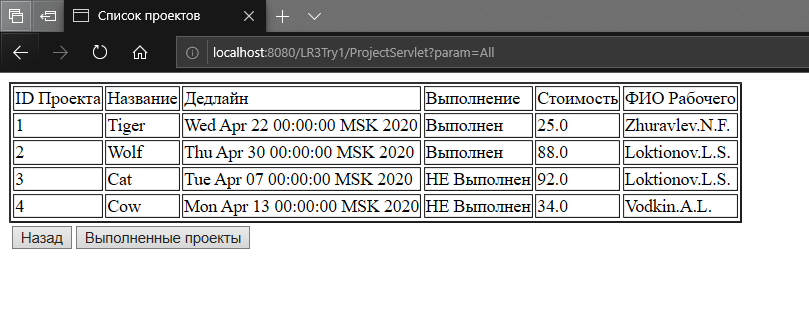 Список проектов
localhost:8080/LR3Try1/ProjectServlet?param=All
ID Проекта Название Дедлайн Выполнение Стоимость ФИО Рабочего
1 Tiger Wed Apr 22 00:00:00 MSK 2020 Выполнен 25.0 Zhuravlev.N.F.
2 Wolf Thu Apr 30 00:00:00 MSK 2020 Выполнен 88.0 Loktionov.L.S.
3 Cat Tue Apr 07 00:00:00 MSK 2020 НЕ Выполнен 92.0 Loktionov.L.S.
4 Cow Mon Apr 13 00:00:00 MSK 2020 НЕ Выполнен 34.0 Vodkin.A.L.
Назад Выполненные проекты